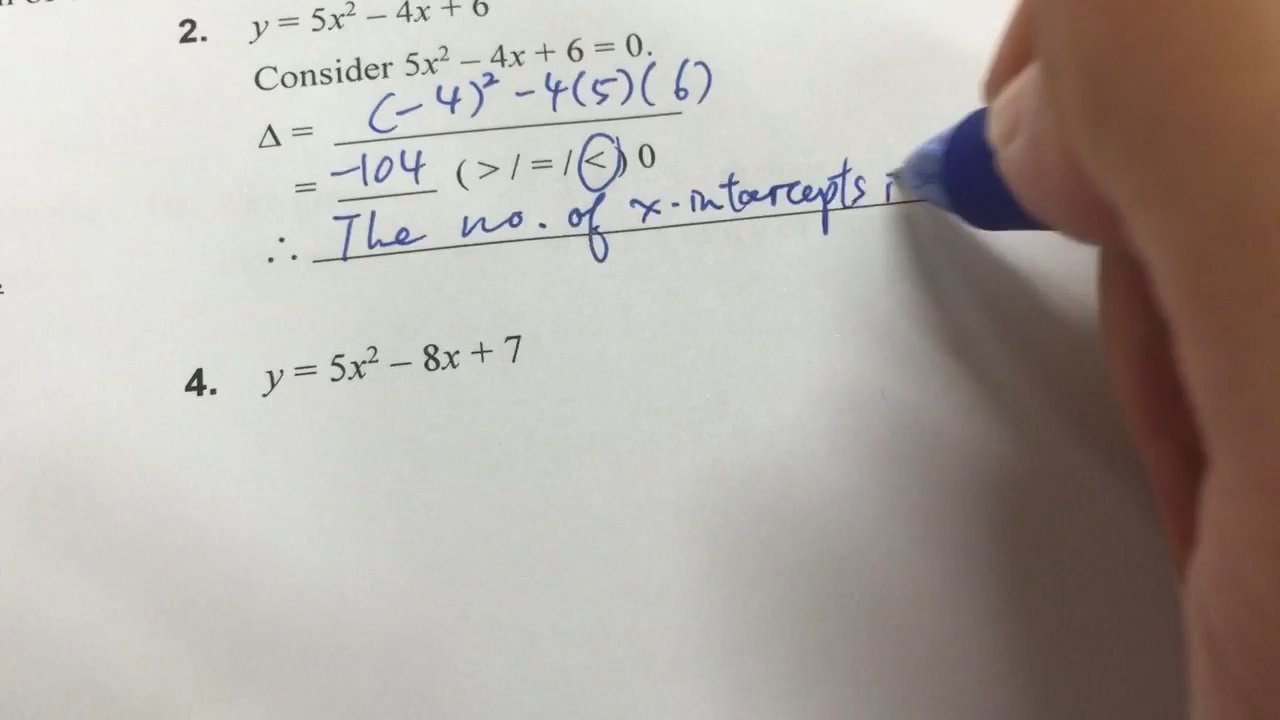 2. y = 5x² – 4x + 6
Consider 5x² – 4x + 6 = 0.
Δ = (-4)² - 4(5)(6)
= -104 ( > / = / < ) 0
∴ The no. of x-intercepts i
4. y = 5x² – 8x + 7